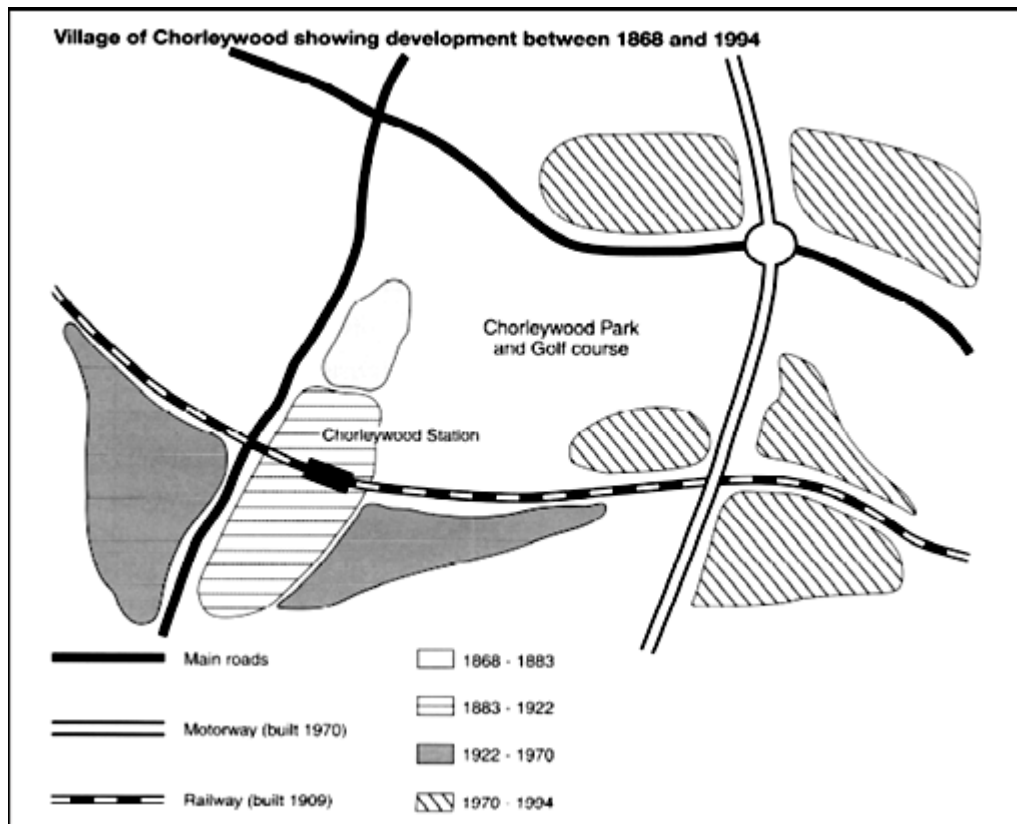 Village of Chorleywood showing development between 1868 and 1994
Chorleywood Park
and Golf course
Chorleywood Station
Main roads
Motorway (built 1970)
Railway (built 1909)
1868 - 1883
1883 - 1922
1922 - 1970
1970 - 1994